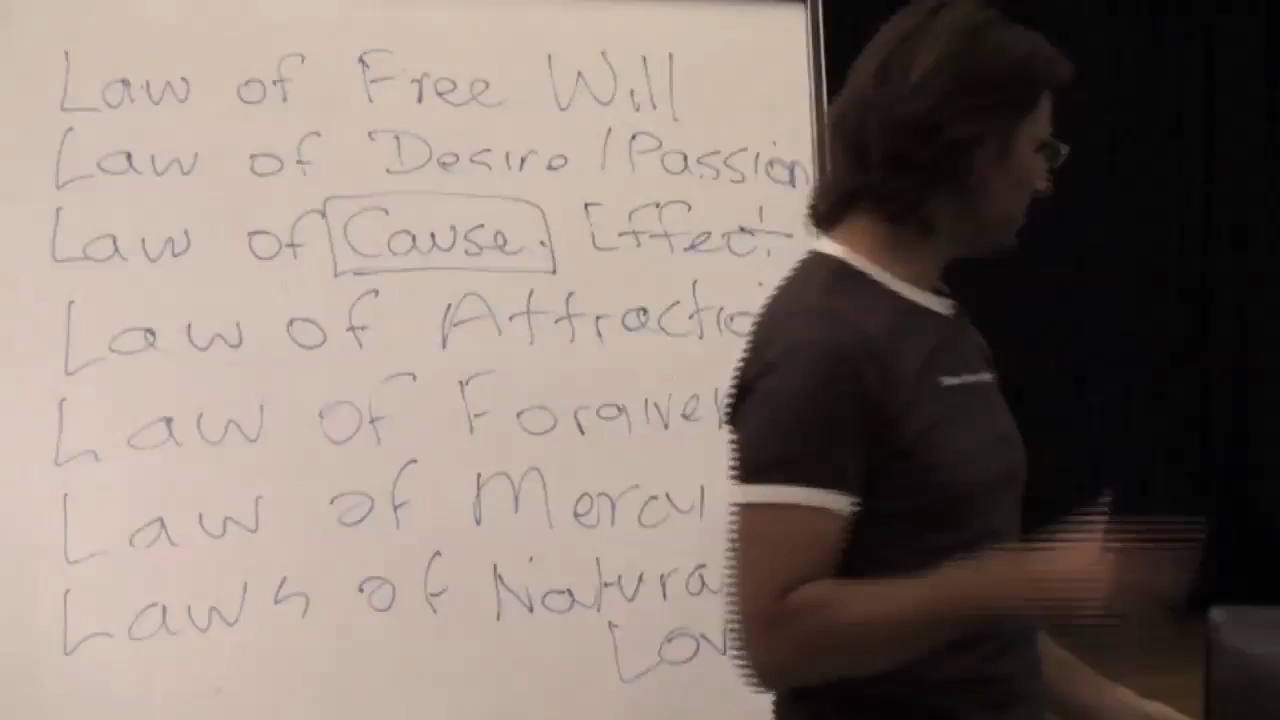 Law of Free Will
Law of Desire / Passion
Law of Cause. Effect
Law of Attractio
Law of Forgive
Law of Mercy
Laws of Natura
Lov